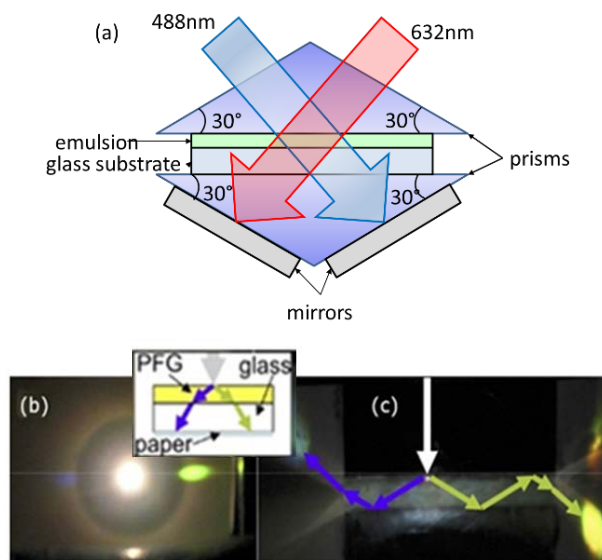 (a)
488nm
632nm
30°
30°
emulsion
glass substrate
prisms
30°
30°
mirrors
PFG
glass
paper
(b)
(c)